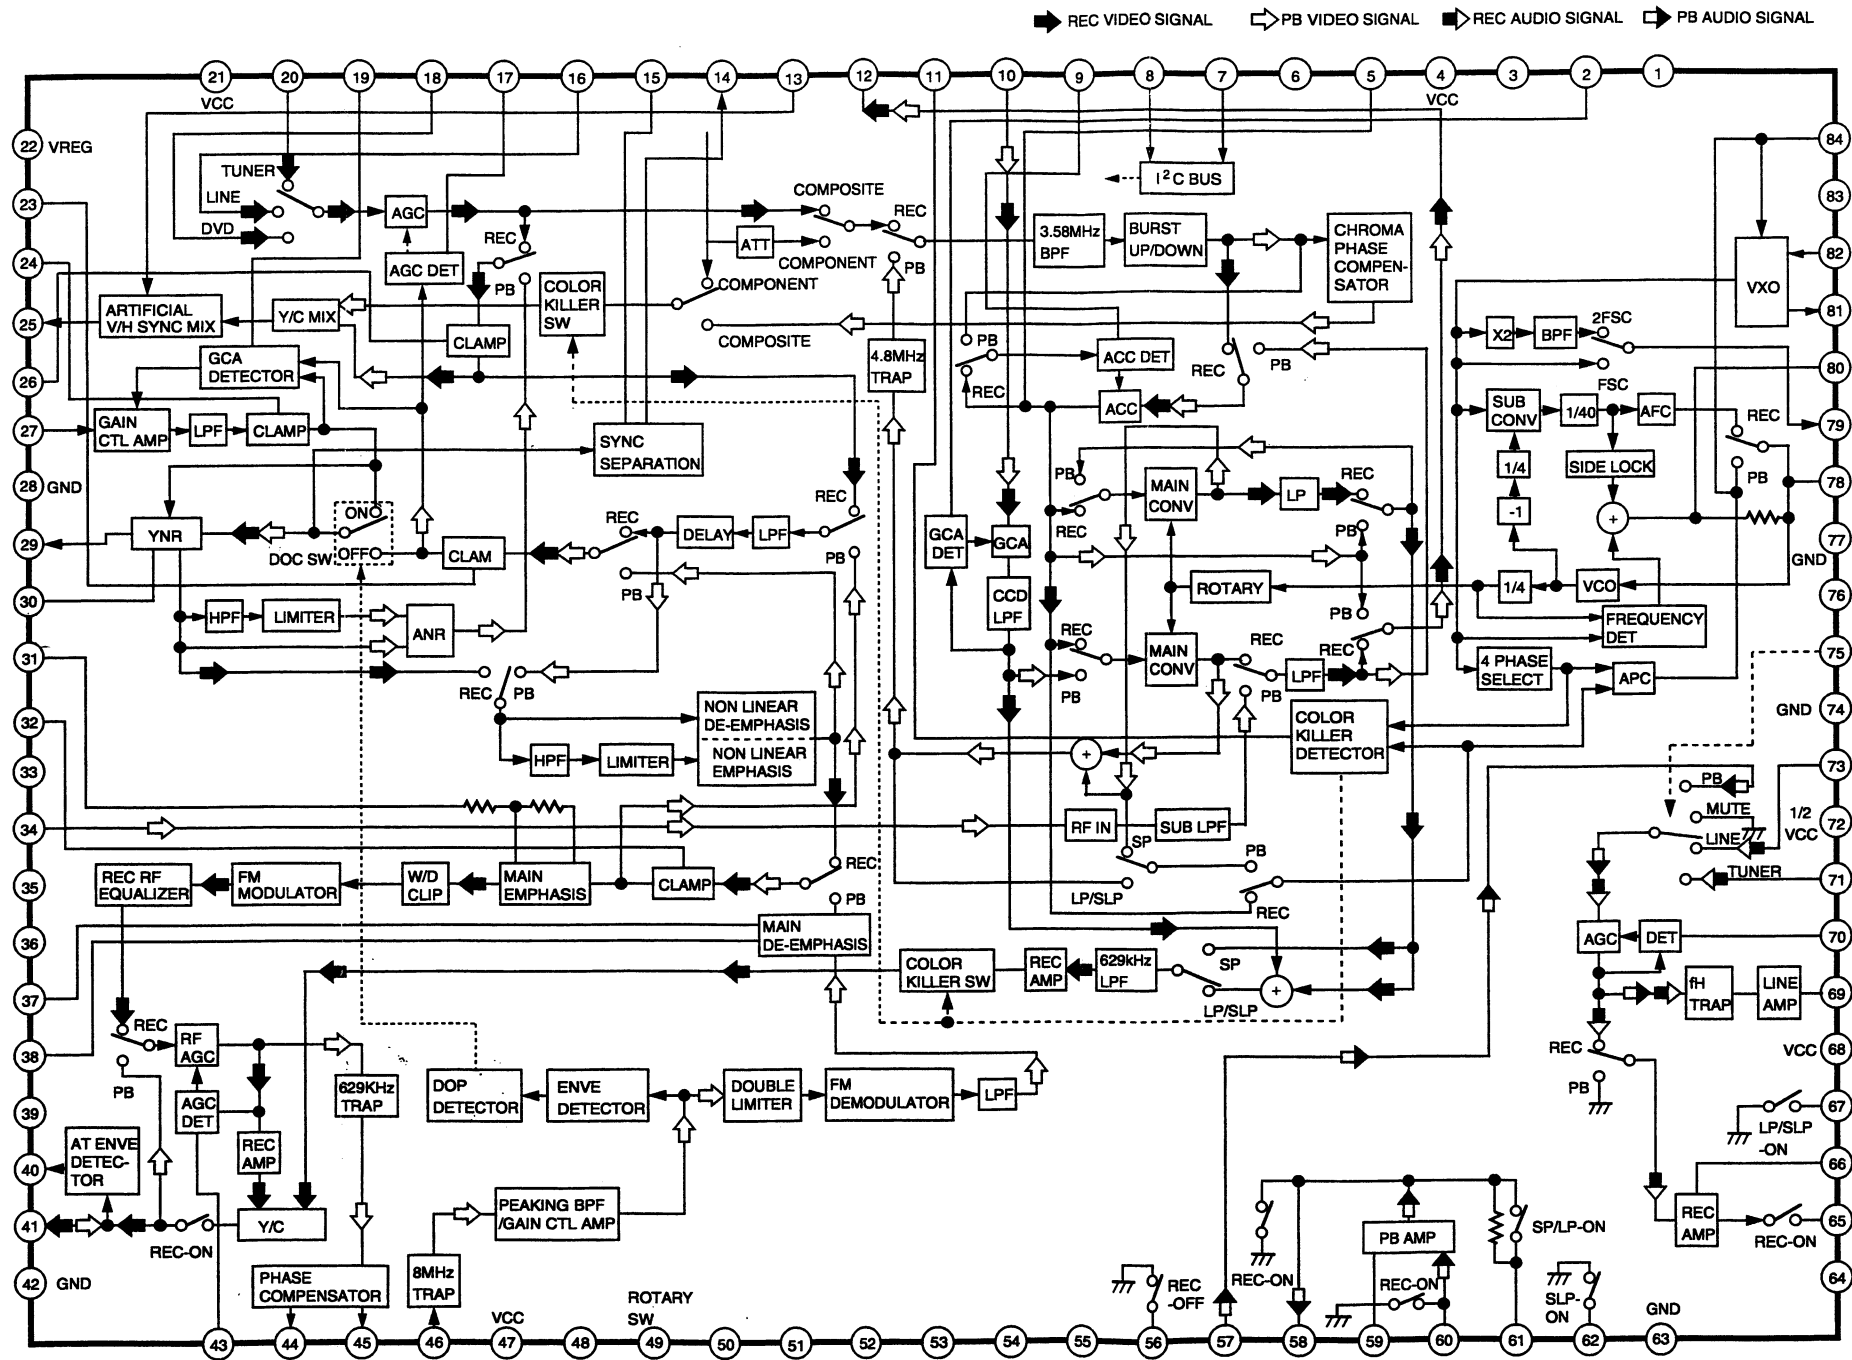 REC VIDEO SIGNAL PB VIDEO SIGNAL REC AUDIO SIGNAL PB AUDIO SIGNAL
21 20 19 18 17 16 15 14 13 12 11 10 9 8 7 6 5 4 3 2 1
VCC VCC
22 VREG
23
24
25
26
27
28 GND
29
30
31
32
33
34
35
36
37
38
39
40
41
42 GND
84
83
82
81
80
79
78
77
GND
76
75
74
GND
73
72
1/2
VCC
71
70
69
68
VCC
67
66
65
64
TUNER
LINE
DVD
AGC
AGC DET
REC
PB
COLOR
KILLER
SW
ATT
COMPOSITE
COMPONENT
REC
PB
COMPONENT
COMPOSITE
ARTIFICIAL
V/H SYNC MIX
Y/C MIX
CLAMP
GCA
DETECTOR
GAIN
CTL AMP
LPF
CLAMP
SYNC
SEPARATION
4.8MHz
TRAP
I2C BUS
3.58MHz
BPF
BURST
UP/DOWN
CHROMA
PHASE
COMPEN-
SATOR
PB
REC
ACC DET
ACC
REC
PB
VXO
X2
BPF
2FSC
FSC
SUB
CONV
1/40
AFC
REC
PB
1/4
SIDE LOCK
-1
+
1/4
VCO
FREQUENCY
DET
4 PHASE
SELECT
APC
YNR
ON
OFF
DOC SW
CLAM
REC
PB
DELAY
LPF
REC
PB
HPF
LIMITER
ANR
REC
PB
NON LINEAR
DE-EMPHASIS
NON LINEAR
EMPHASIS
HPF
LIMITER
GCA
DET
GCA
CCD
LPF
PB
REC
MAIN
CONV
LP
REC
PB
ROTARY
REC
PB
MAIN
CONV
REC
PB
LPF
PB
REC
COLOR
KILLER
DETECTOR
+
RF IN
SUB LPF
SP
LP/SLP
PB
REC
REC RF
EQUALIZER
FM
MODULATOR
W/D
CLIP
MAIN
EMPHASIS
CLAMP
REC
PB
MAIN
DE-EMPHASIS
COLOR
KILLER SW
REC
AMP
629kHz
LPF
SP
LP/SLP
+
PB
MUTE
LINE
TUNER
AGC
DET
fH
TRAP
LINE
AMP
REC
PB
LP/SLP
-ON
REC
AMP
REC-ON
REC
PB
RF
AGC
AGC
DET
REC
AMP
629KHz
TRAP
DOP
DETECTOR
ENVE
DETECTOR
DOUBLE
LIMITER
FM
DEMODULATOR
LPF
AT ENVE
DETEC-
TOR
REC-ON
Y/C
PHASE
COMPENSATOR
8MHz
TRAP
PEAKING BPF
/GAIN CTL AMP
VCC
ROTARY
SW
REC
-OFF
REC-ON
PB AMP
REC-ON
SP/LP-ON
SLP-
ON
GND
43 44 45 46 47 48 49 50 51 52 53 54 55 56 57 58 59 60 61 62 63